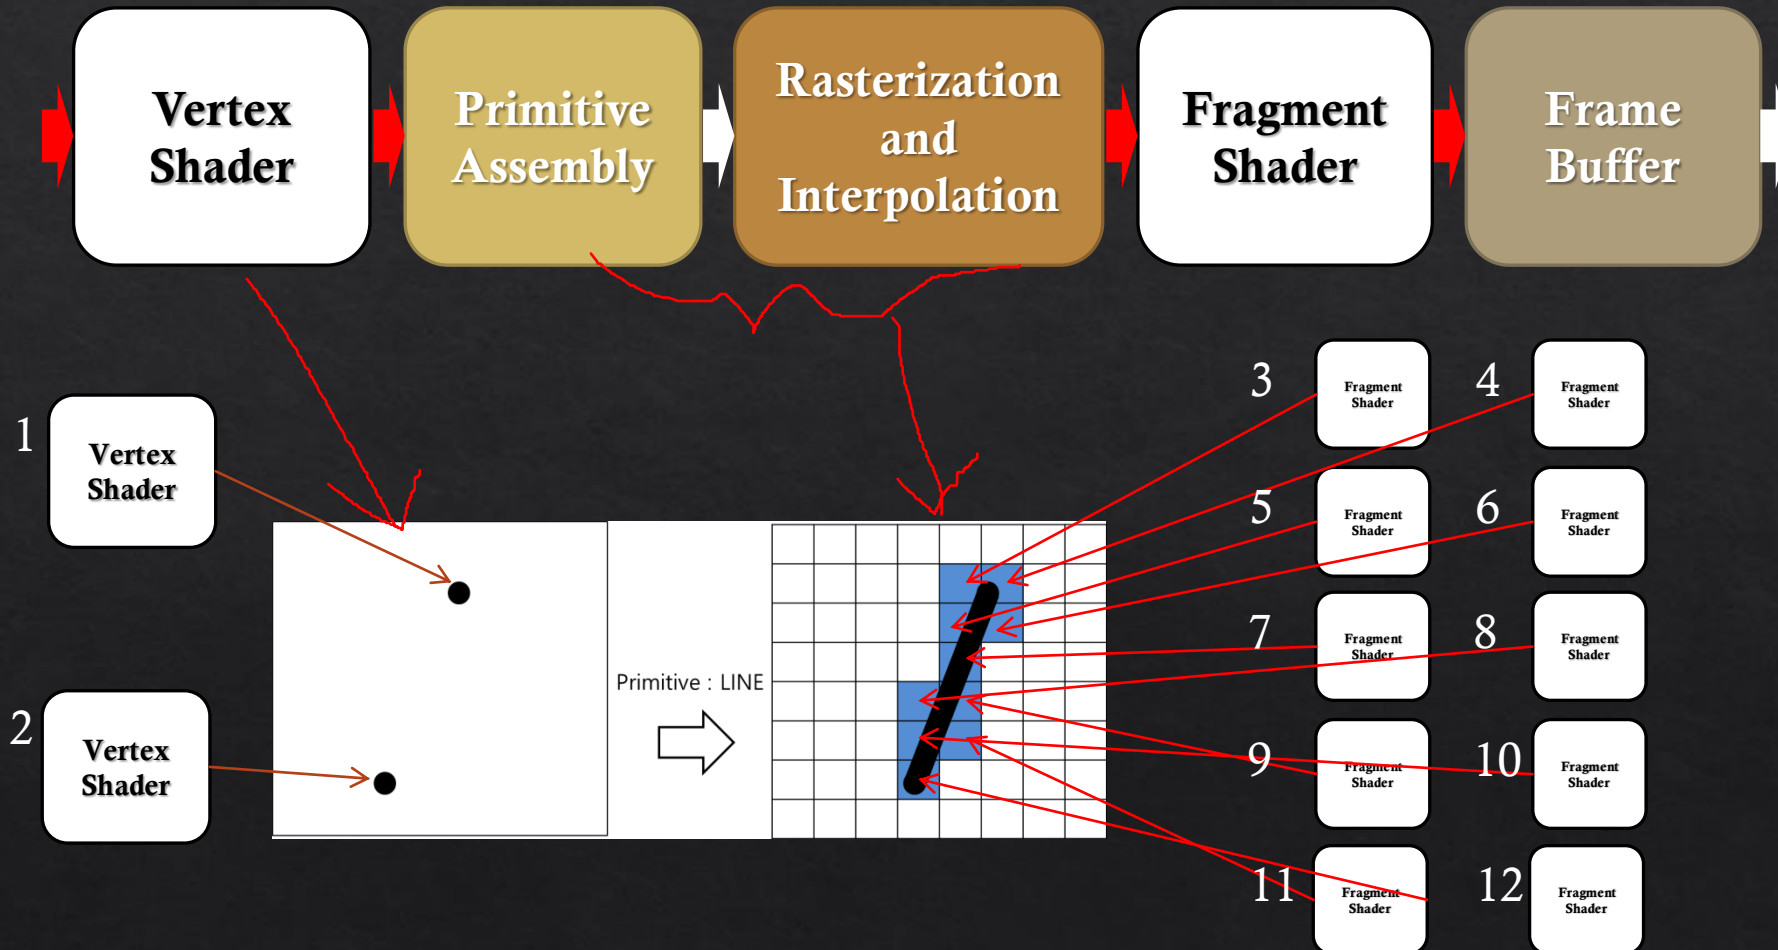 Vertex
Shader
Primitive
Assembly
Rasterization
and
Interpolation
Fragment
Shader
Frame
Buffer
1
Vertex
Shader
2
Vertex
Shader
Primitive : LINE
3
Fragment
Shader
4
Fragment
Shader
5
Fragment
Shader
6
Fragment
Shader
7
Fragment
Shader
8
Fragment
Shader
9
Fragment
Shader
10
Fragment
Shader
11
Fragment
Shader
12
Fragment
Shader